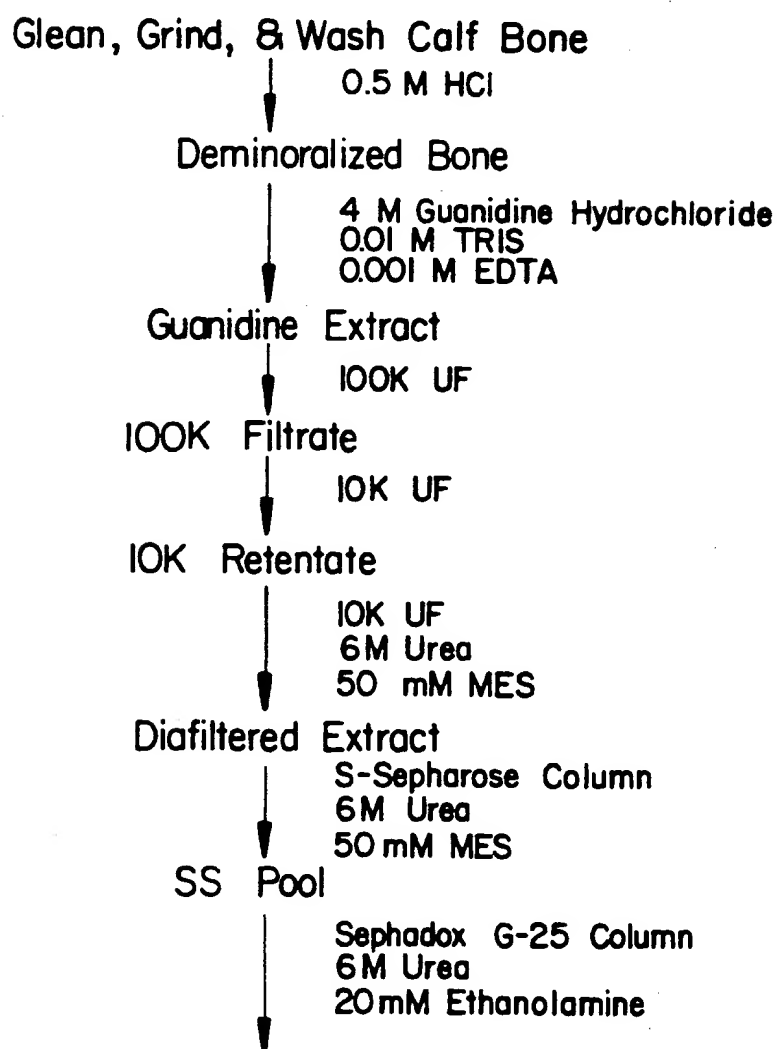 Glean, Grind, & Wash Calf Bone
0.5 M HCl
Deminoralized Bone
4 M Guanidine Hydrochloride
0.01 M TRIS
0.001 M EDTA
Guanidine Extract
100K UF
100K Filtrate
10K UF
10K Retentate
10K UF
6M Urea
50 mM MES
Diafiltered Extract
S-Sepharose Column
6M Urea
50mM MES
SS Pool
Sephadox G-25 Column
6M Urea
20mM Ethanolamine